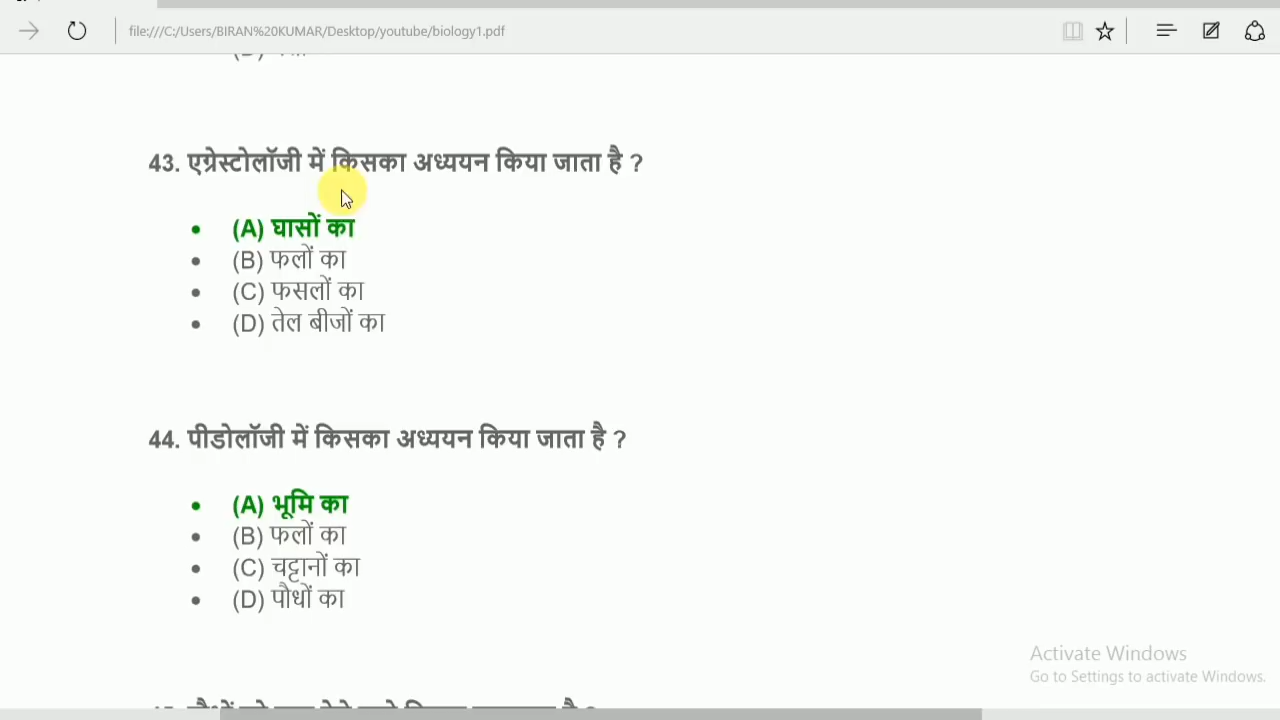 file:///C:/Users/BIRAN%20KUMAR/Desktop/youtube/biology1.pdf
43. एग्रेस्टोलॉजी में किसका अध्ययन किया जाता है ?
• (A) घासों का
• (B) फलों का
• (C) फसलों का
• (D) तेल बीजों का
44. पीडोलॉजी में किसका अध्ययन किया जाता है ?
• (A) भूमि का
• (B) फलों का
• (C) चट्टानों का
• (D) पौधों का
Activate Windows
Go to Settings to activate Windows.